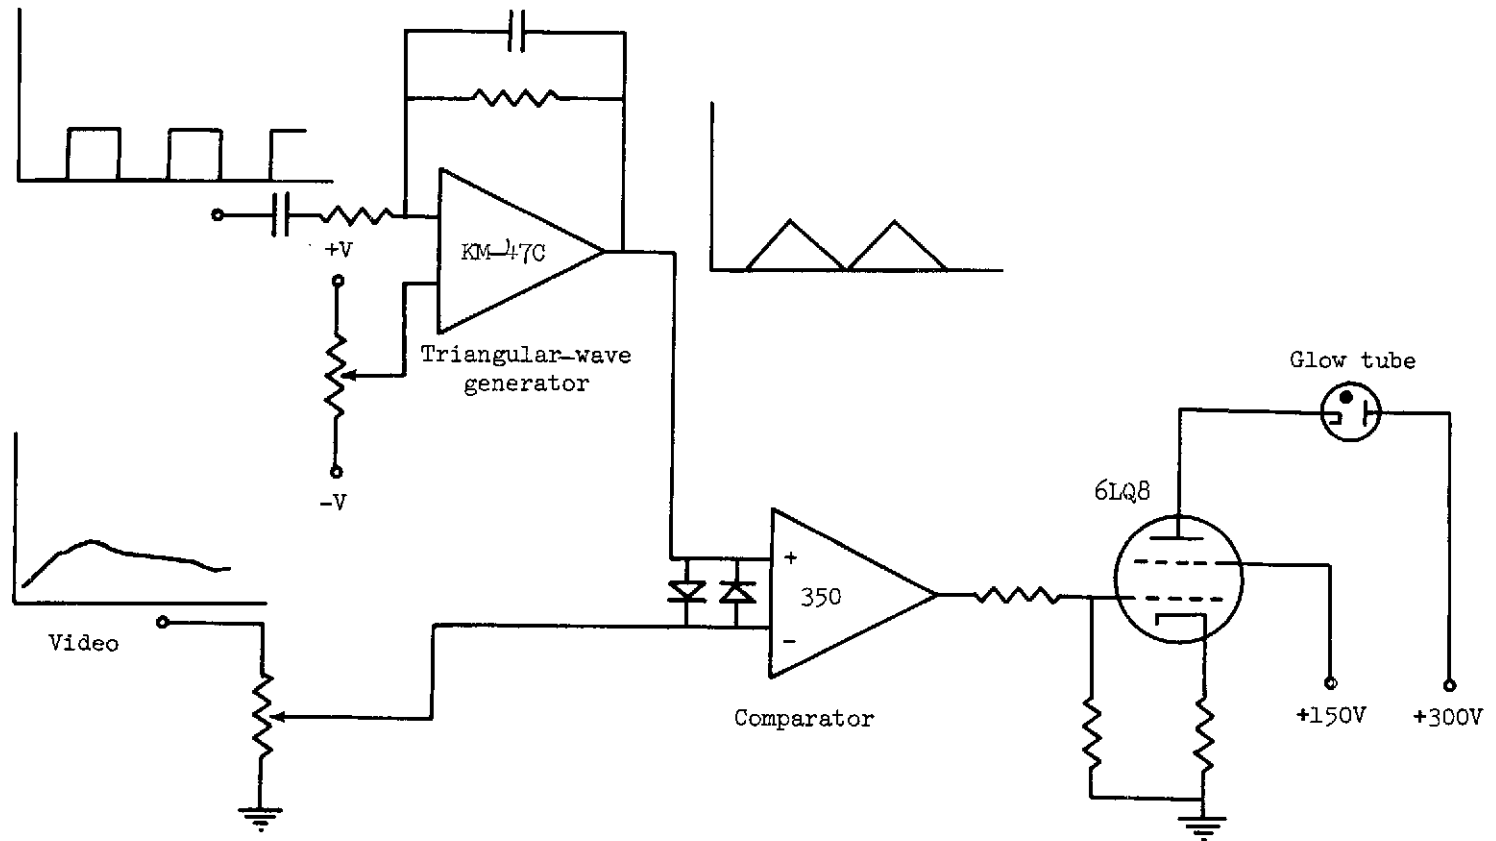 +V
KM-47C
Triangular-wave
generator
-V
Glow tube
6LQ8
+
350
-
Video
Comparator
+150V
+300V